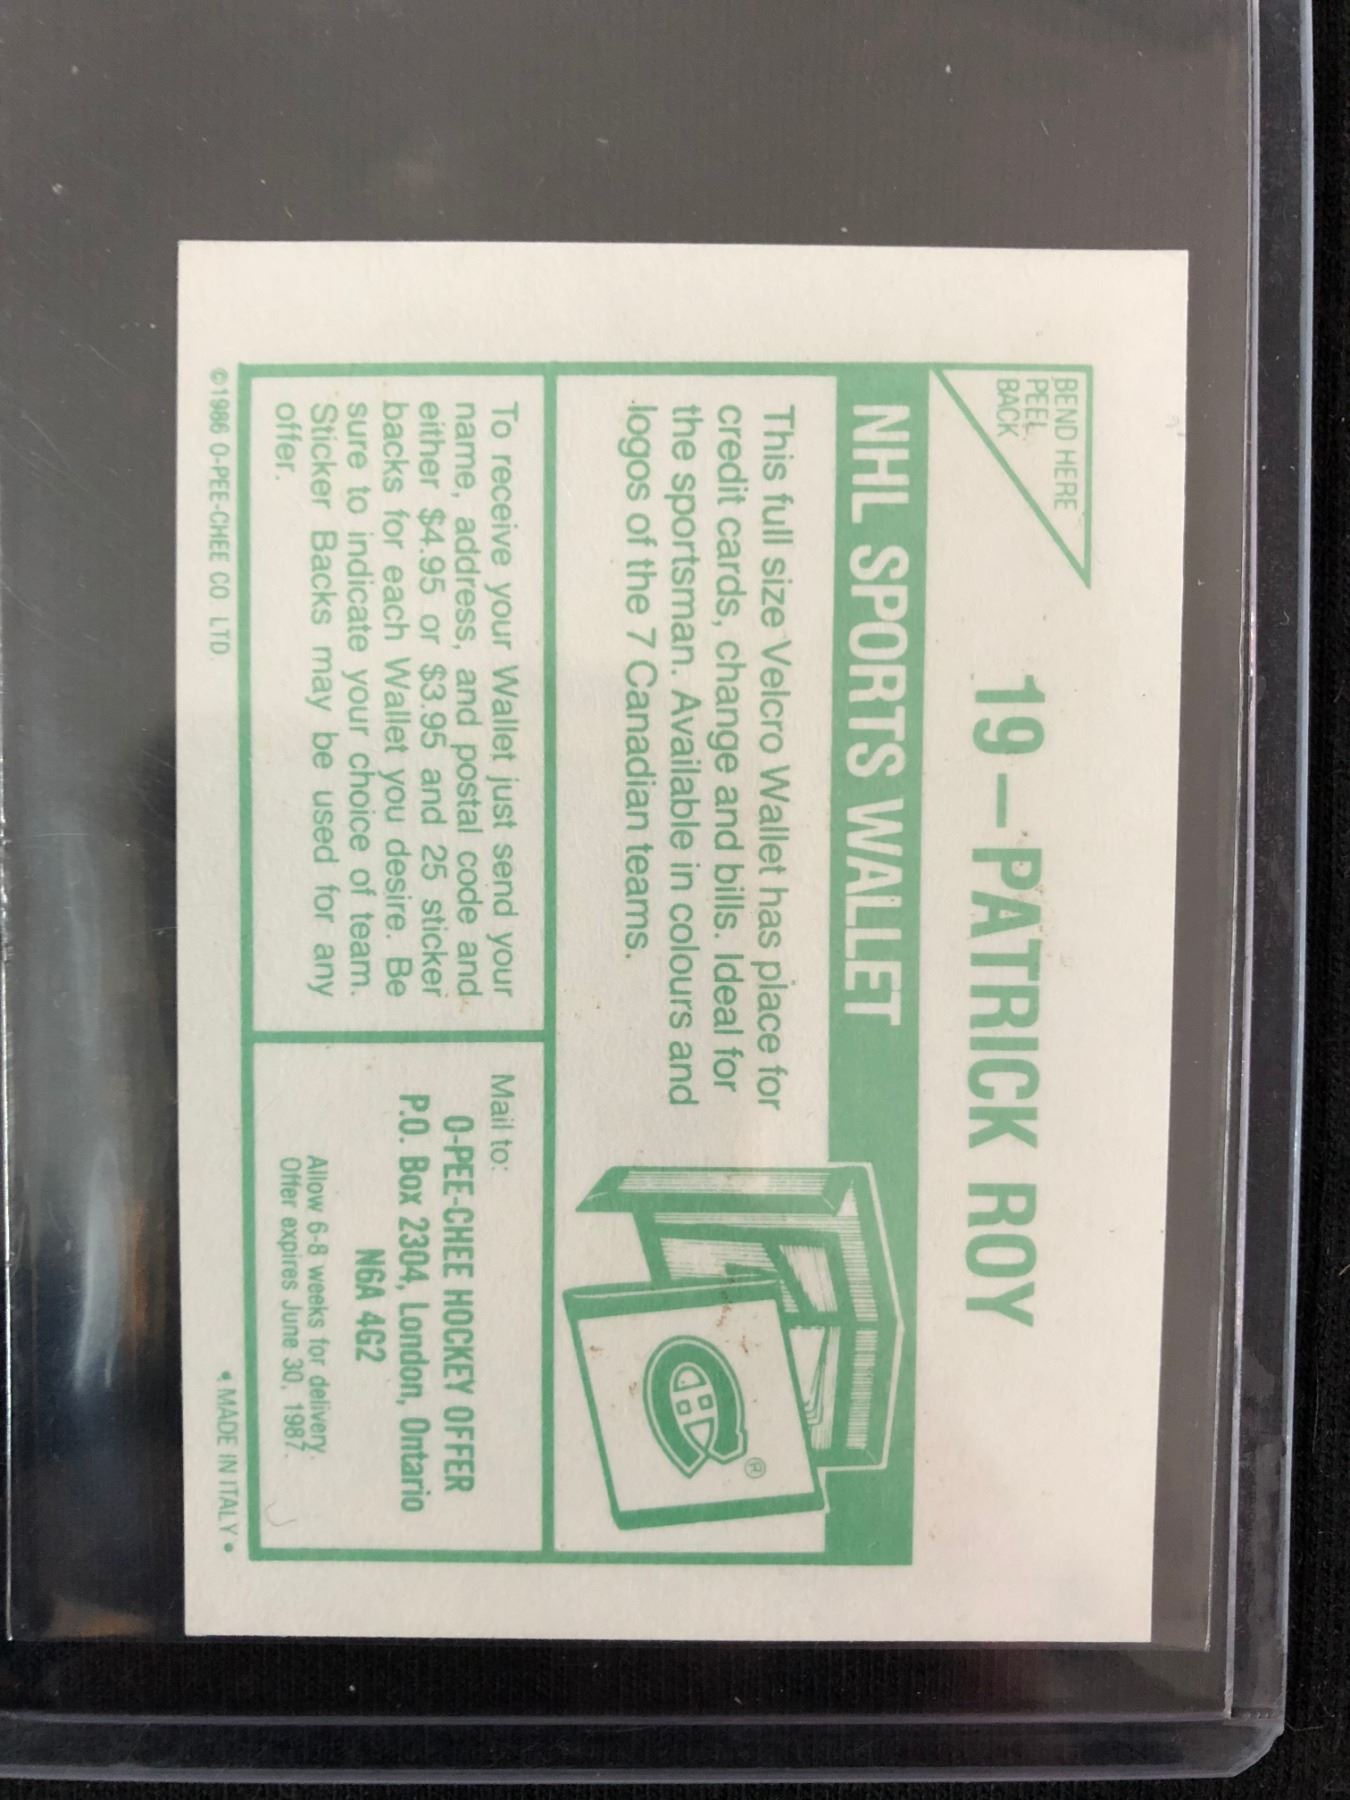 BEND HERE
PEEL
BACK
19 – PATRICK ROY
NHL SPORTS WALLET
This full size Velcro Wallet has place for
credit cards, change and bills. Ideal for
the sportsman. Available in colours and
logos of the 7 Canadian teams.
®
To receive your Wallet just send your
name, address, and postal code and
either $4.95 or $3.95 and 25 sticker
backs for each Wallet you desire. Be
sure to indicate your choice of team.
Sticker Backs may be used for any
offer.
Mail to:
O-PEE-CHEE HOCKEY OFFER
P.O. Box 2304, London, Ontario
N6A 4G2
Allow 6-8 weeks for delivery.
Offer expires June 30, 1987.
©1986 O-PEE-CHEE CO. LTD.
• MADE IN ITALY •